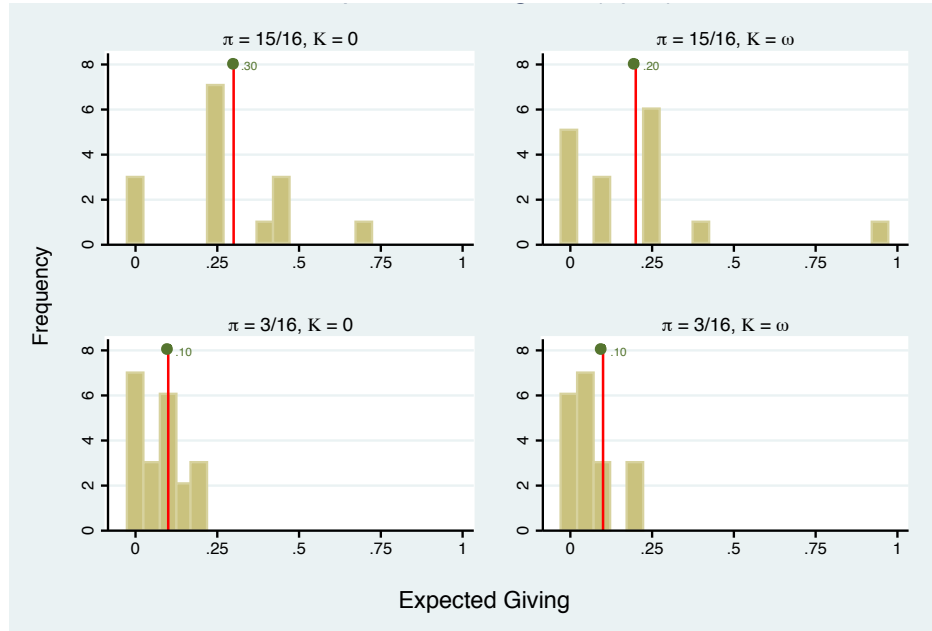 π = 15/16, K = 0
8
6
4
2
0
.30
0 .25 .5 .75 1
π = 15/16, K = ω
8
6
4
2
0
.20
0 .25 .5 .75 1
Frequency
π = 3/16, K = 0
8
6
4
2
0
.10
0 .25 .5 .75 1
π = 3/16, K = ω
8
6
4
2
0
.10
0 .25 .5 .75 1
Expected Giving